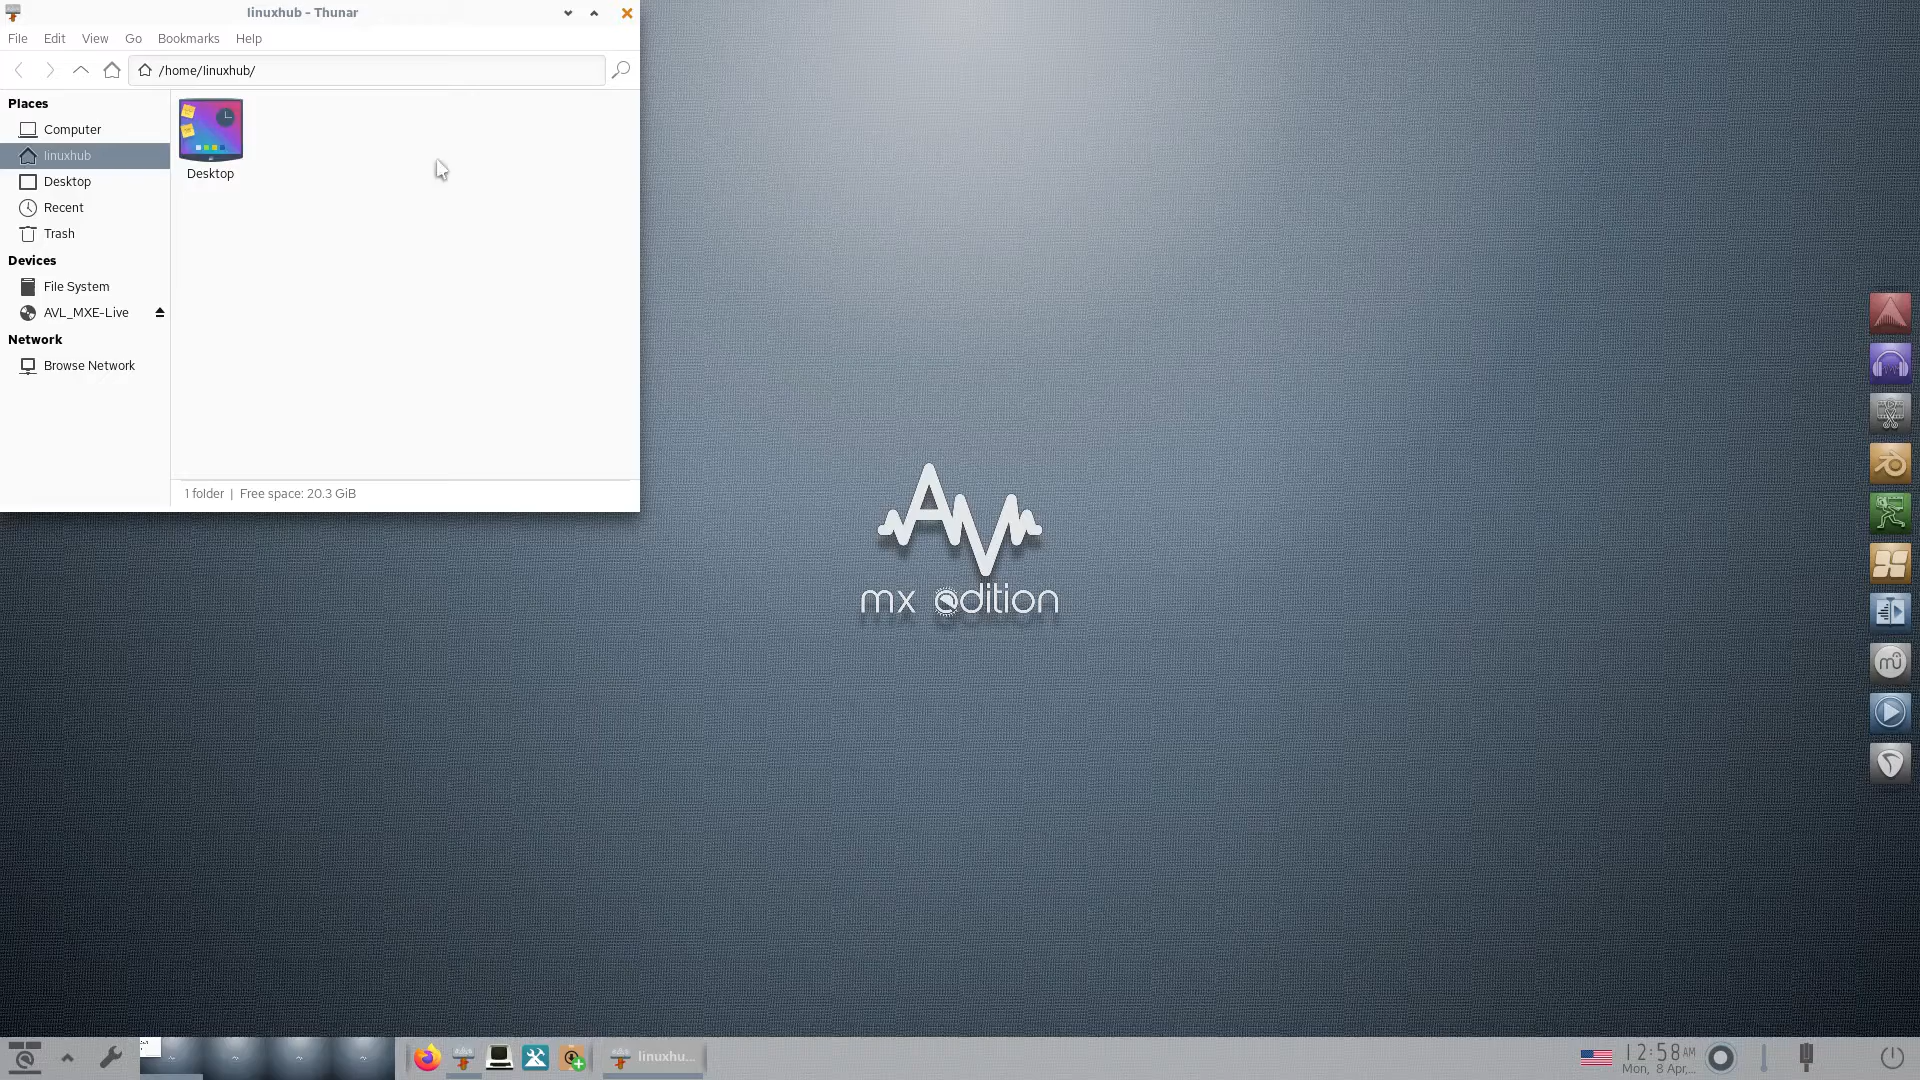 linuxhub - Thunar
File Edit View Go Bookmarks Help
/home/linuxhub/
Places
Computer
linuxhub
Desktop
Recent
Trash
Devices
File System
AVL_MXE-Live
Network
Browse Network
Desktop
1 folder | Free space: 20.3 GiB
AV
mx edition
mü
linuxhu...
12:58 AM
Mon, 8 Apr,...